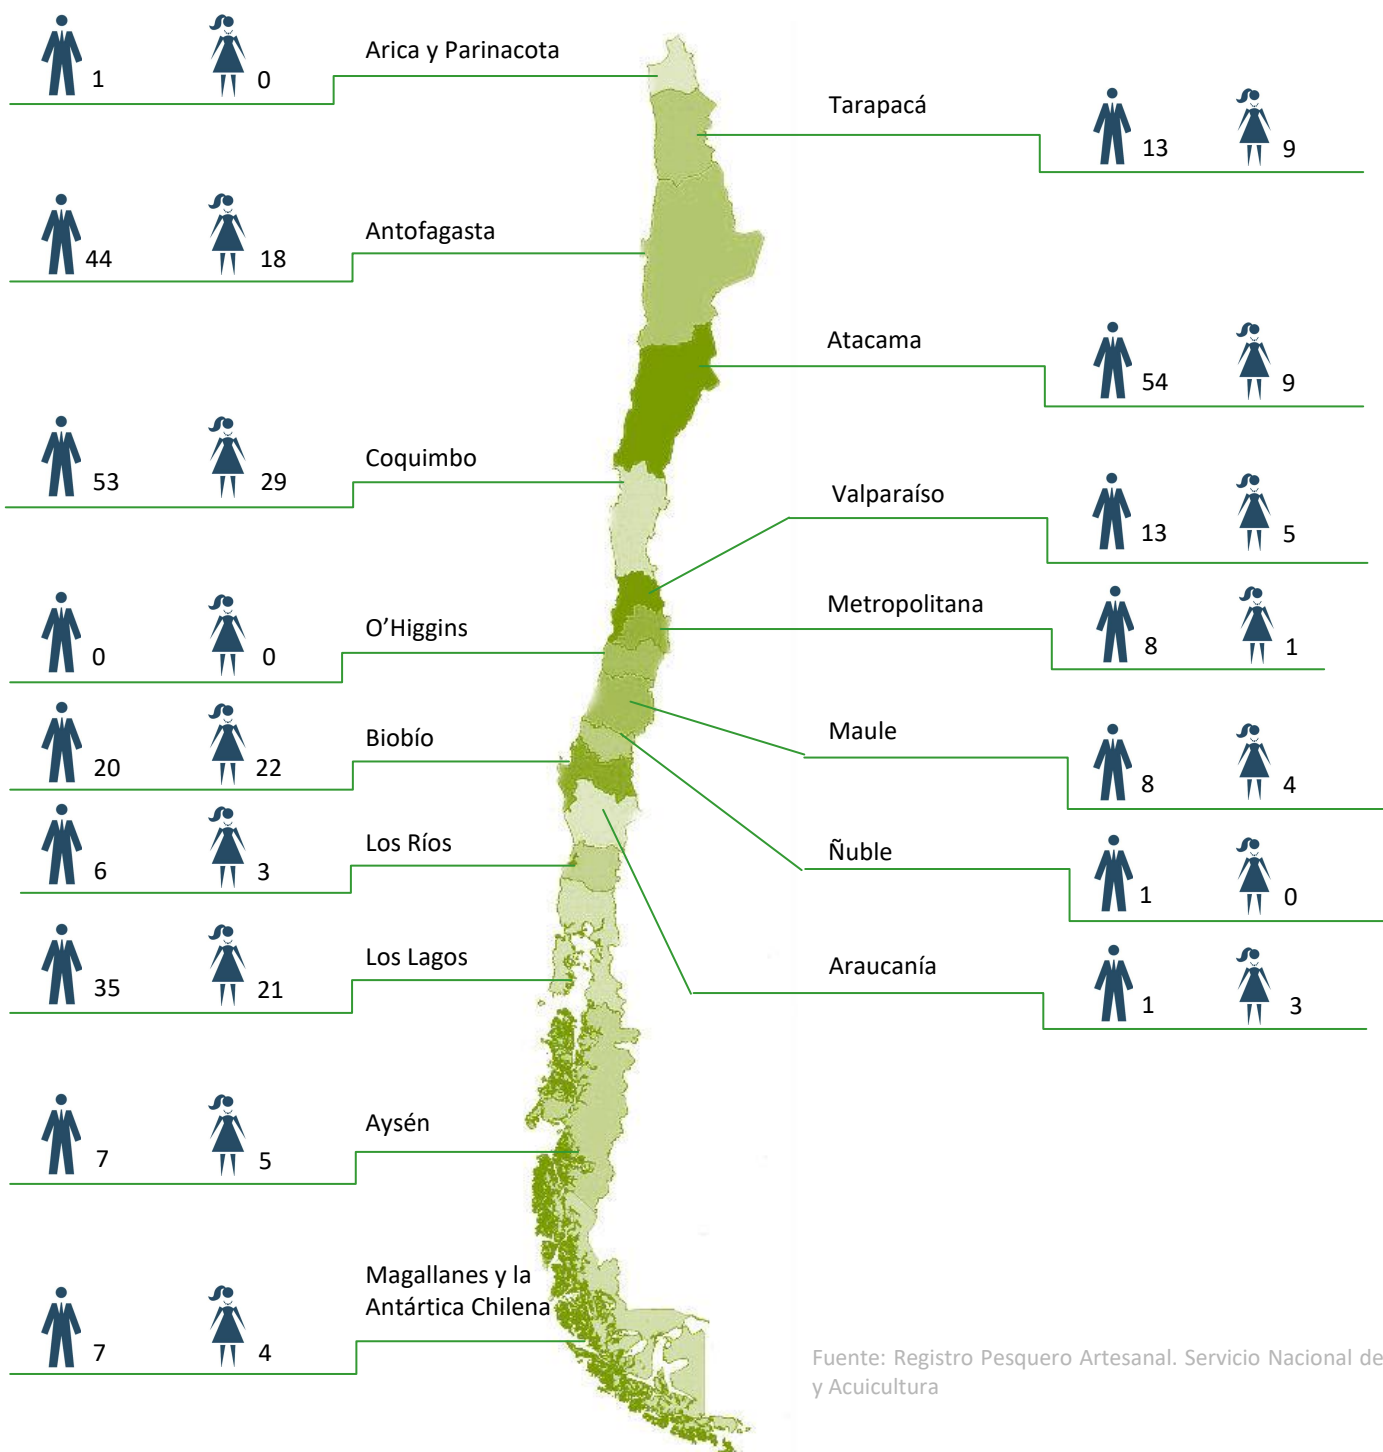 Arica y Parinacota
1 0
Tarapacá
13 9
Antofagasta
44 18
Atacama
54 9
Coquimbo
53 29
Valparaíso
13 5
Metropolitana
8 1
O’Higgins
0 0
Biobío
20 22
Maule
8 4
Los Ríos
6 3
Ñuble
1 0
Los Lagos
35 21
Araucanía
1 3
Aysén
7 5
Magallanes y la
Antártica Chilena
7 4
Fuente: Registro Pesquero Artesanal. Servicio Nacional de
y Acuicultura